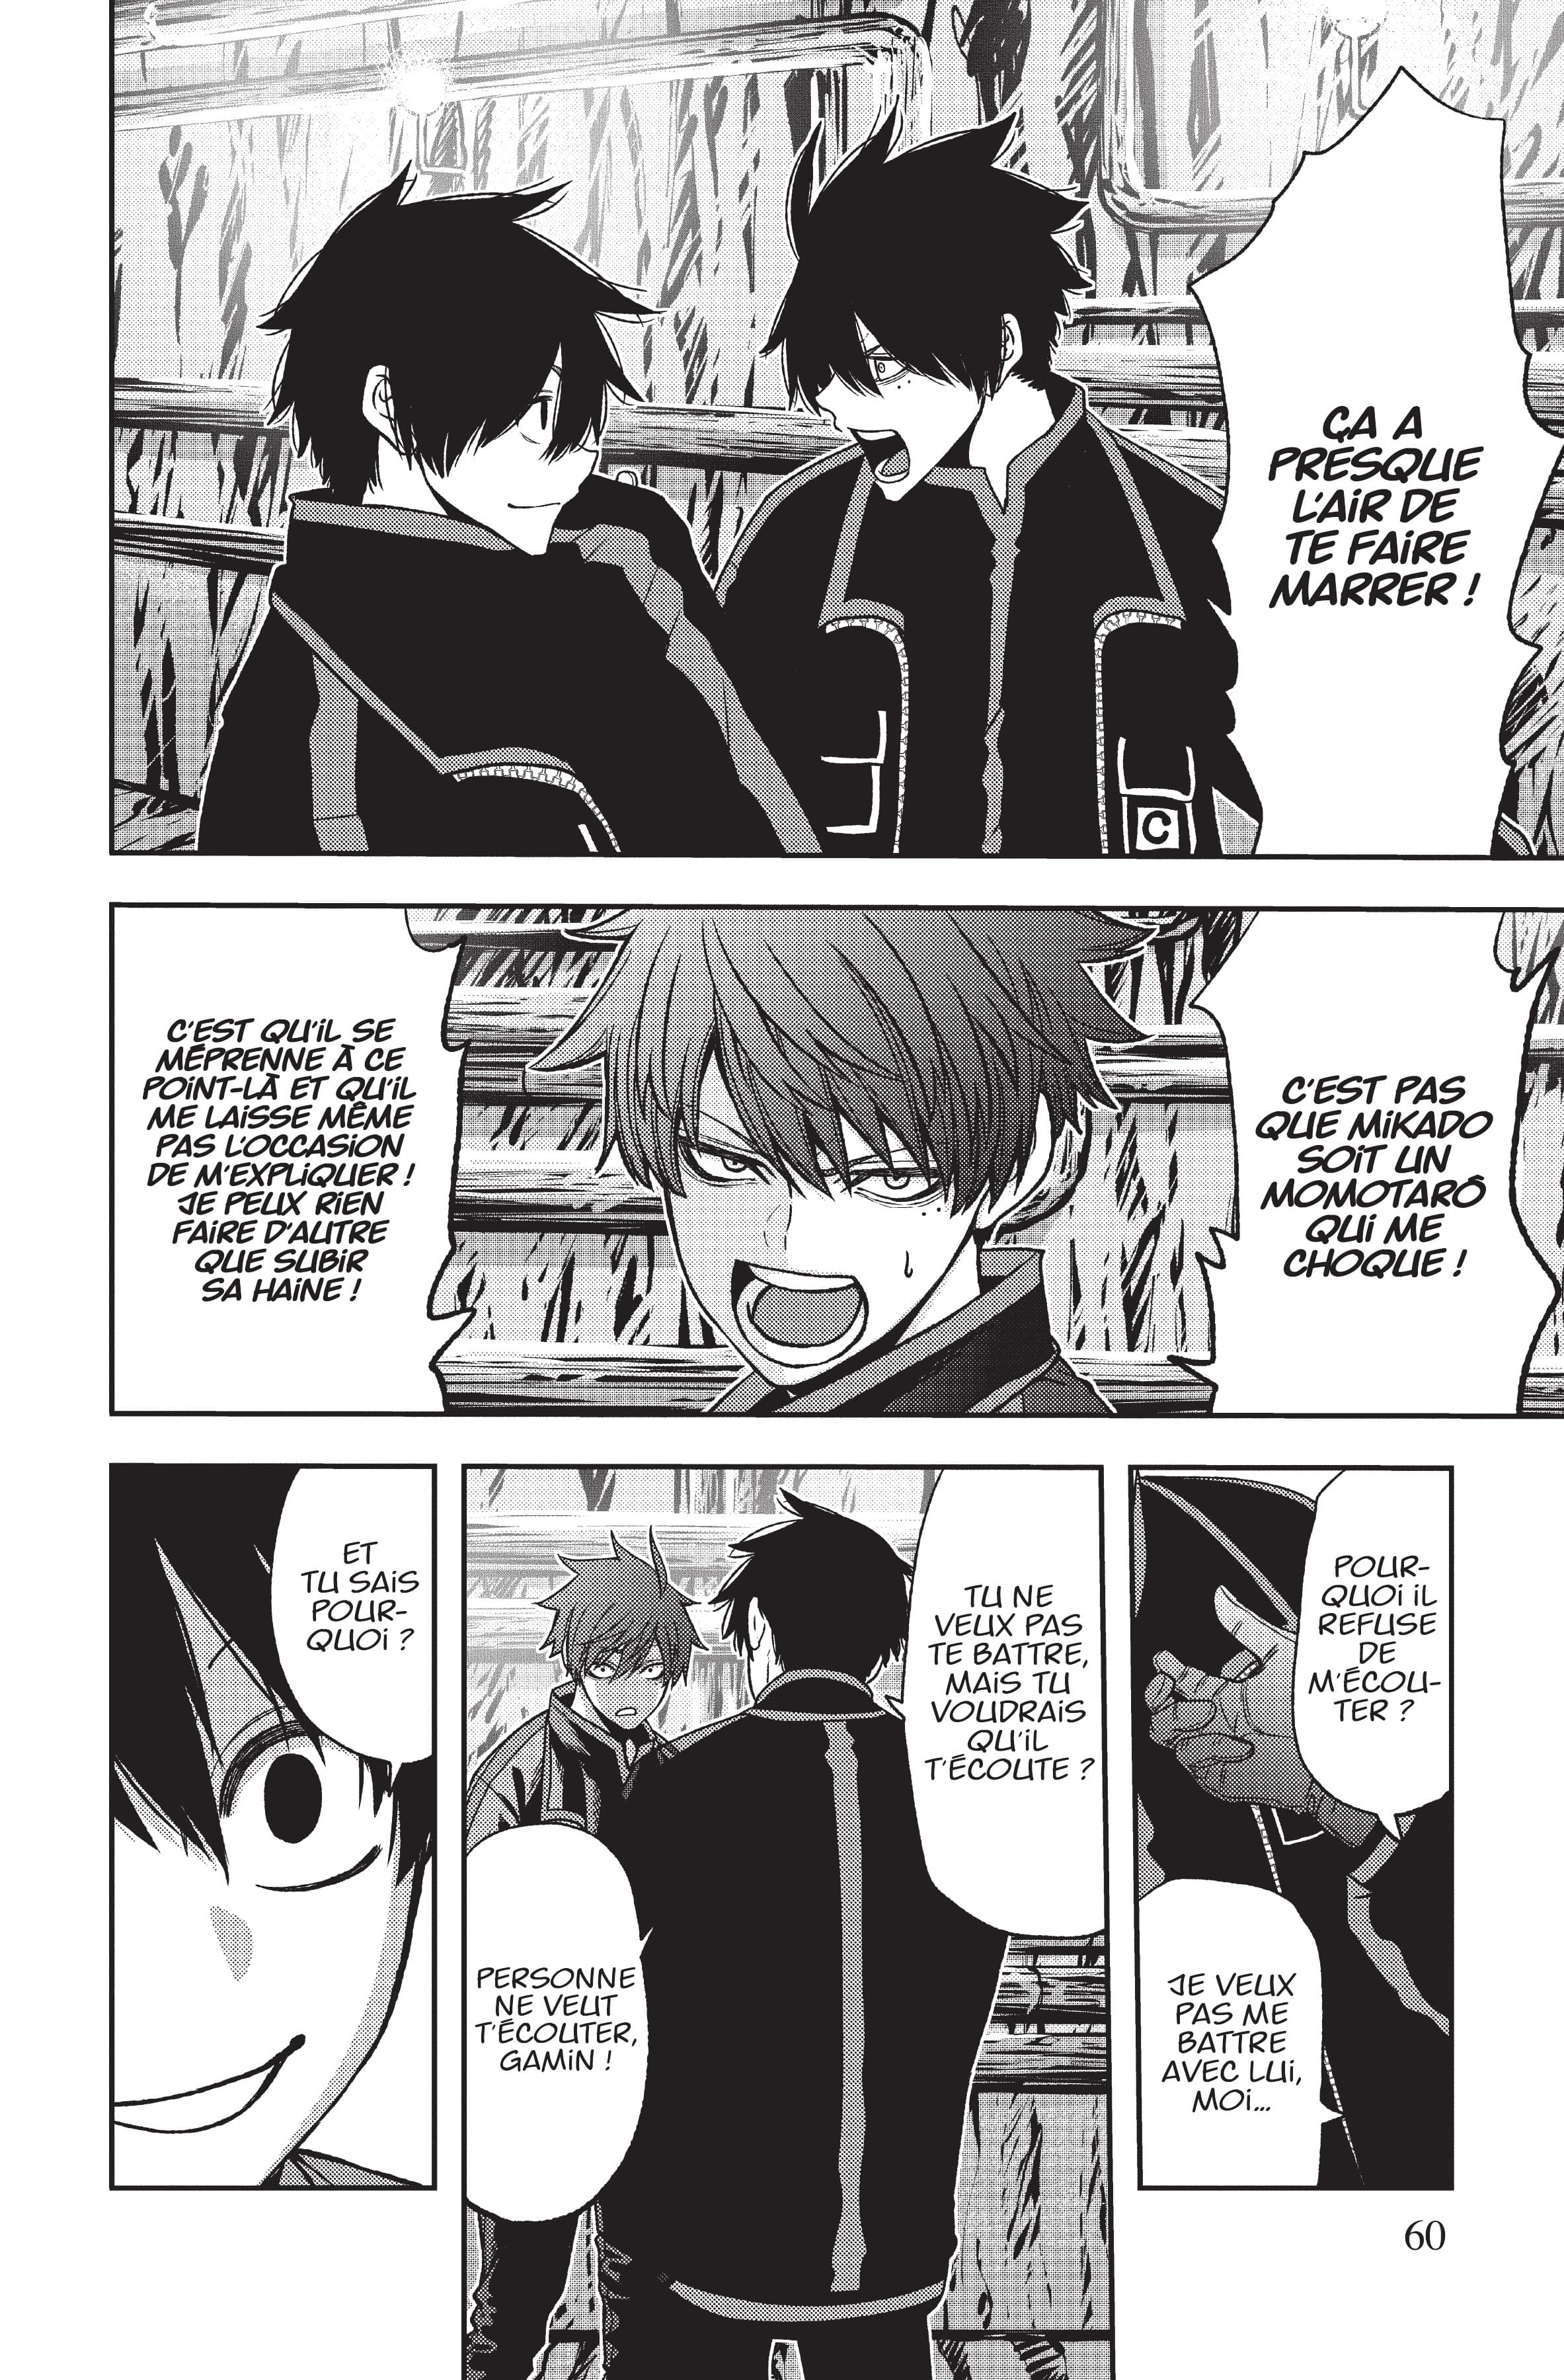 ÇA A
PRESQUE
L'AIR DE
TE FAIRE
MARRER !
C
C'EST PAS
QUE MIKADO
SOIT UN
MOMOTARÔ
QUI ME
CHOQUE !
C'EST QU'IL SE
MÉPRENNE À CE
POINT-LÀ ET QU'IL
ME LAISSE MÊME
PAS L'OCCASION
DE M'EXPLIQUER !
JE PEUX RIEN
FAIRE D'AUTRE
QUE SUBIR
SA HAINE !
POUR-
QUOI IL
REFUSE
DE
M'ÉCOU-
TER ?
JE VEUX
PAS ME
BATTRE
AVEC LUI,
MOI...
TU NE
VEUX PAS
TE BATTRE,
MAIS TU
VOUDRAIS
QU'IL
T'ÉCOUTE ?
PERSONNE
NE VEUT
T'ÉCOUTER,
GAMIN !
ET
TU SAIS
POUR-
QUOI ?
60